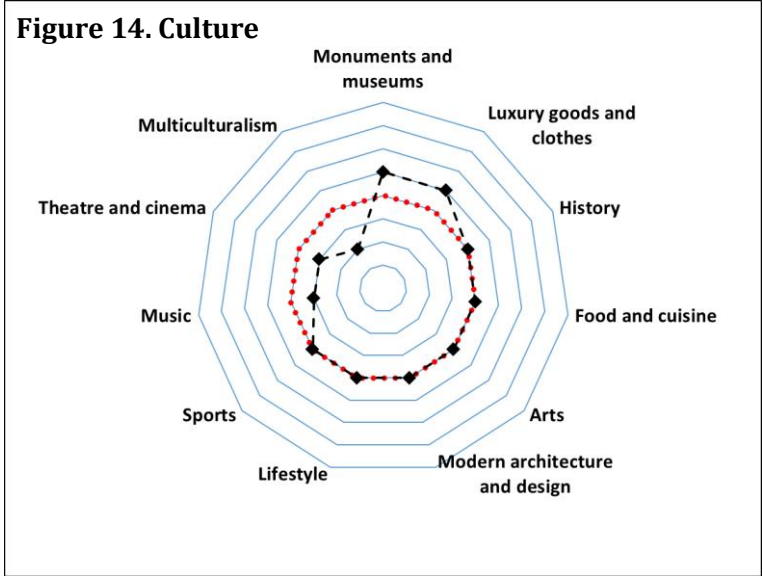 Figure 14. Culture
Monuments and
museums
Luxury goods and
clothes
Multiculturalism
Theatre and cinema
History
Music
Food and cuisine
Sports
Arts
Lifestyle
Modern architecture
and design